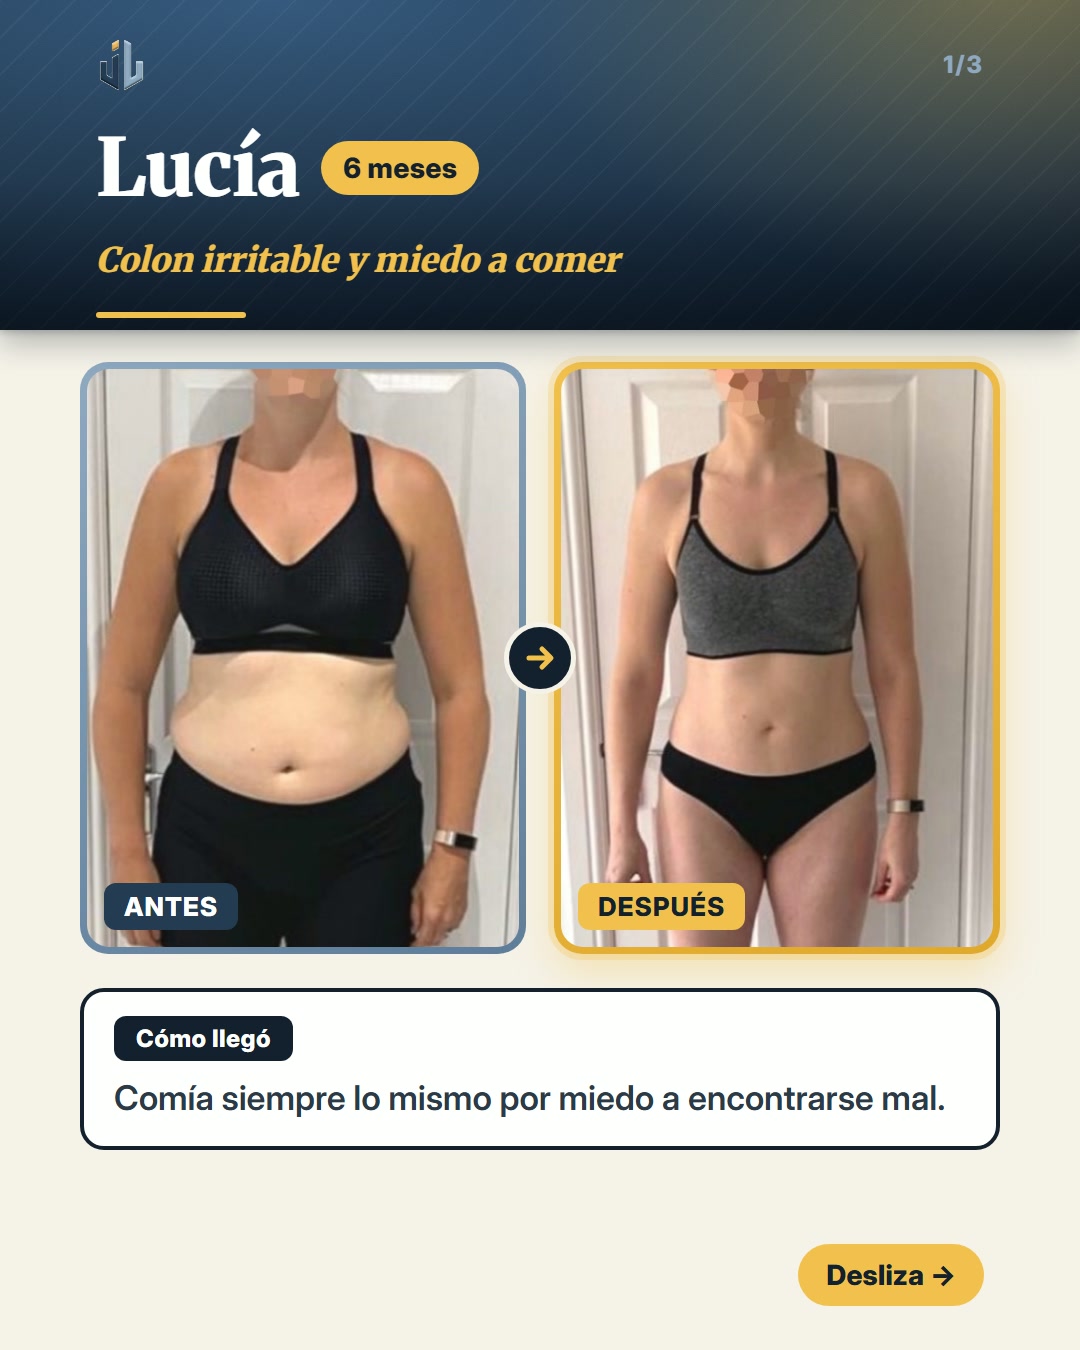 1/3
Lucía
6 meses
Colon irritable y miedo a comer
ANTES
DESPUÉS
Cómo llegó
Comía siempre lo mismo por miedo a encontrarse mal.
Desliza →